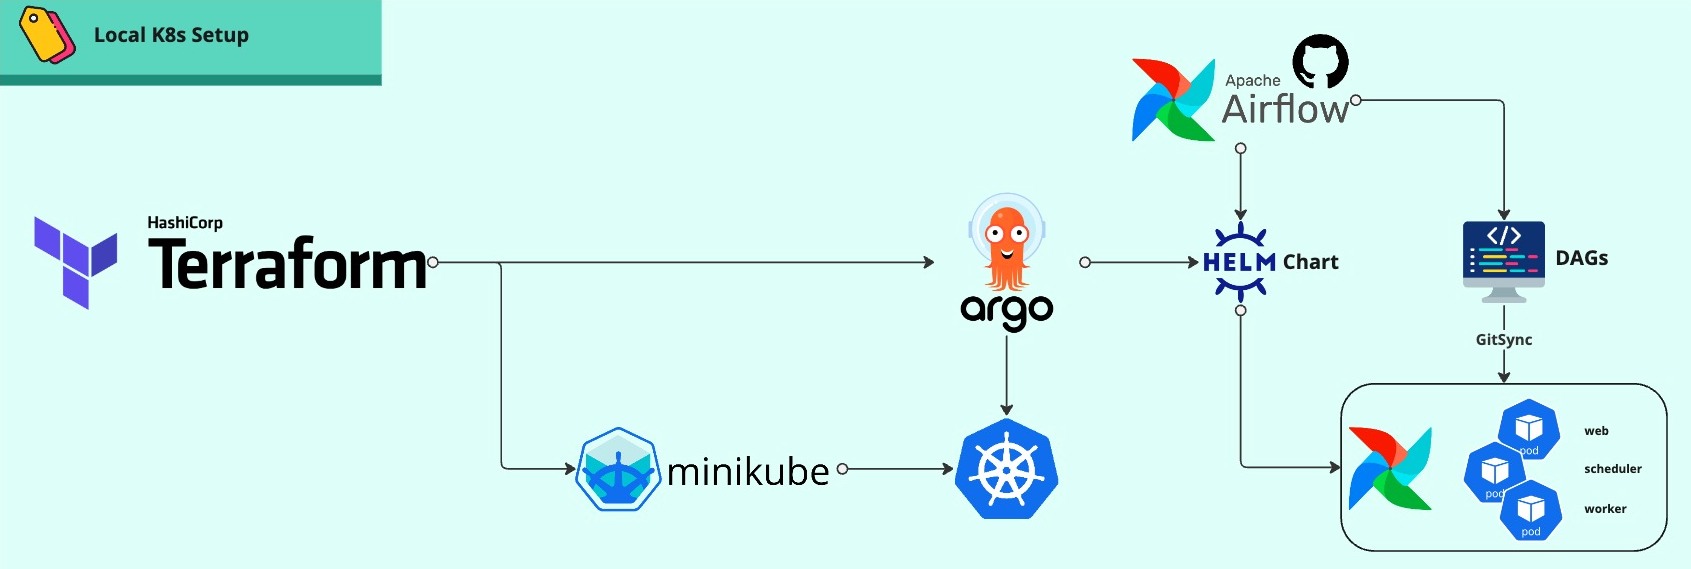 Local K8s Setup
Apache
Airflow
HashiCorp
Terraform
argo
HELM Chart
DAGs
GitSync
minikube
pod
web
pod
scheduler
pod
worker